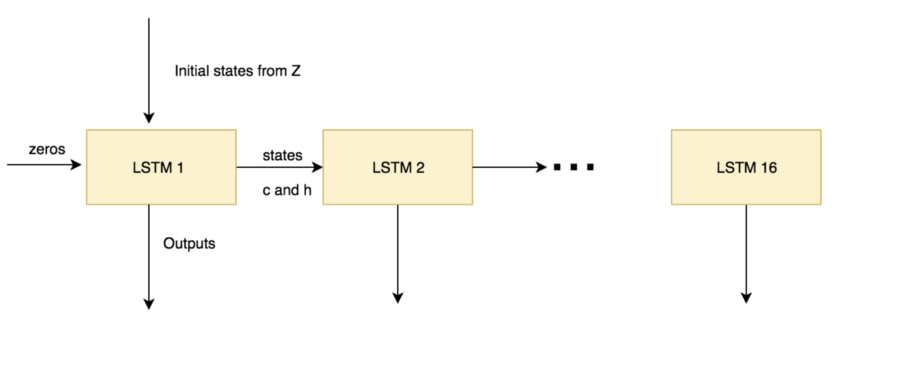 Initial states from Z
zeros
LSTM 1
states
c and h
LSTM 2
LSTM 16
Outputs